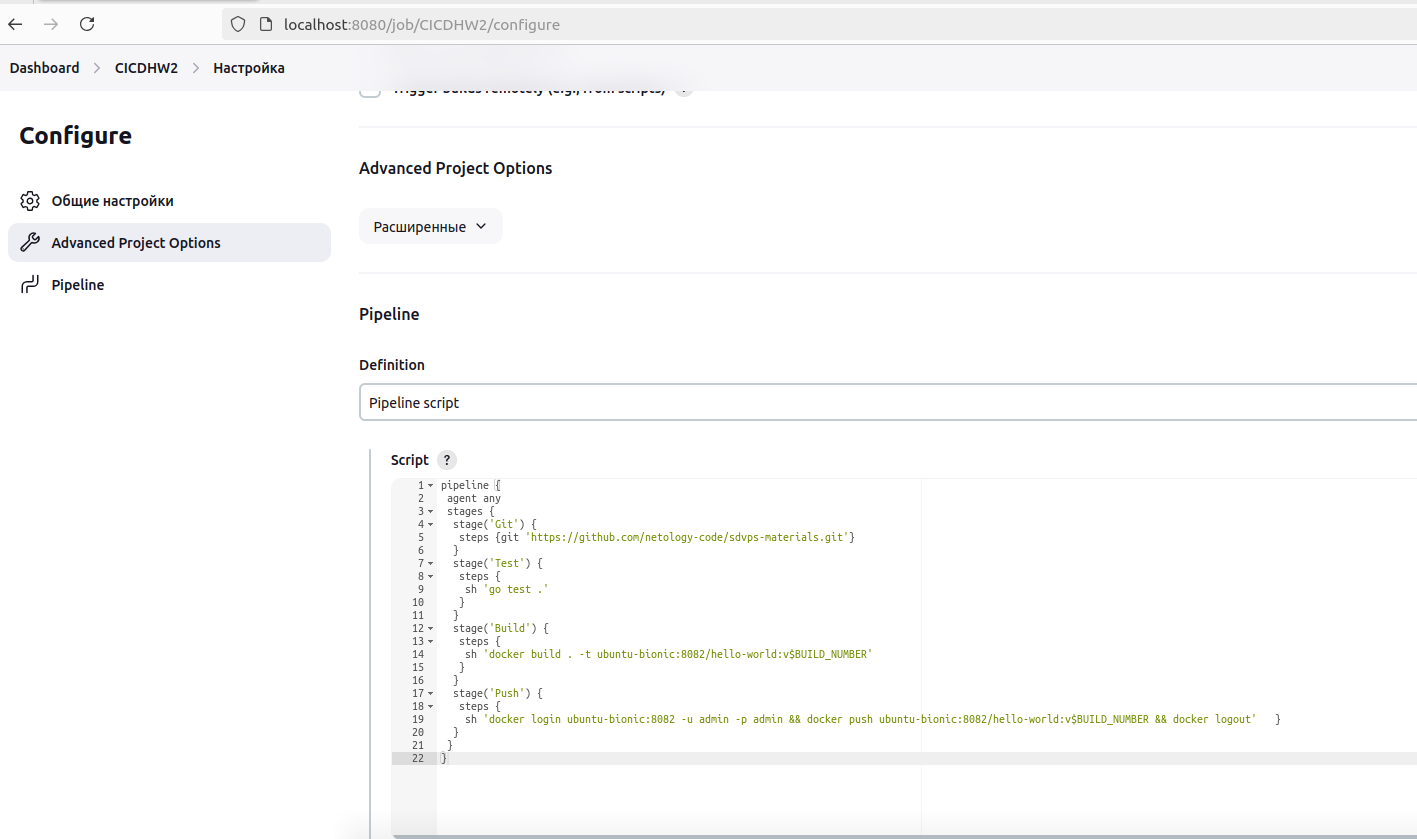 localhost:8080/job/CICDHW2/configure
Dashboard > CICDHW2 > Настройка
Trigger builds remotely (e.g., from scripts) ?
Configure
Общие настройки
Advanced Project Options
Pipeline
Advanced Project Options
Расширенные
Pipeline
Definition
Pipeline script
Script ?
1 pipeline {
2  agent any
3  stages {
4   stage('Git') {
5    steps {git 'https://github.com/netology-code/sdvps-materials.git'}
6   }
7   stage('Test') {
8    steps {
9     sh 'go test .'
10    }
11   }
12   stage('Build') {
13    steps {
14     sh 'docker build . -t ubuntu-bionic:8082/hello-world:v$BUILD_NUMBER'
15    }
16   }
17   stage('Push') {
18    steps {
19     sh 'docker login ubuntu-bionic:8082 -u admin -p admin && docker push ubuntu-bionic:8082/hello-world:v$BUILD_NUMBER && docker logout'   }
20   }
21  }
22 }